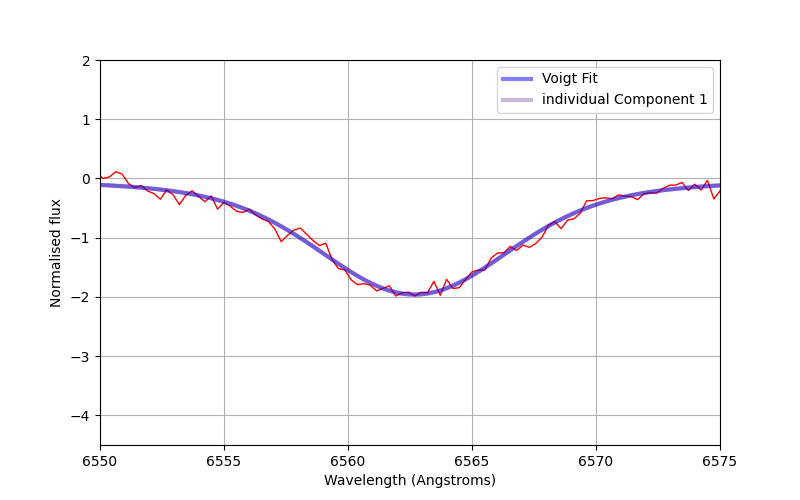 2
1
0
−1
−2
−3
−4
Normalised flux
Voigt Fit
individual Component 1
6550 6555 6560 6565 6570 6575
Wavelength (Angstroms)